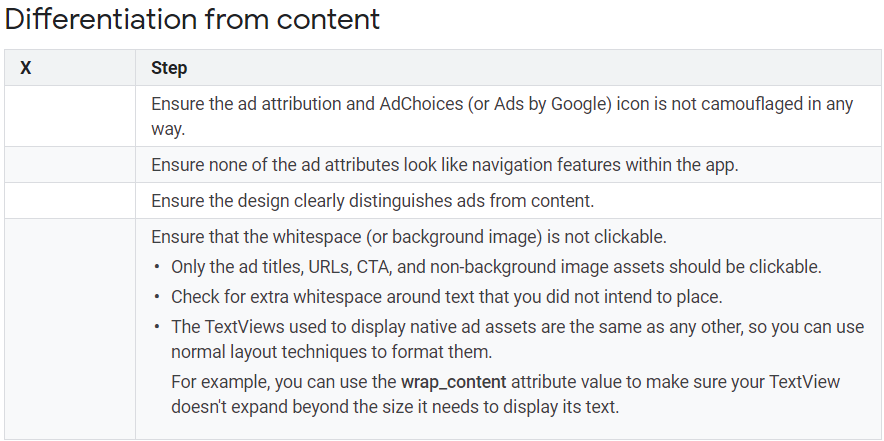 Differentiation from content
X Step
Ensure the ad attribution and AdChoices (or Ads by Google) icon is not camouflaged in any
way.
Ensure none of the ad attributes look like navigation features within the app.
Ensure the design clearly distinguishes ads from content.
Ensure that the whitespace (or background image) is not clickable.
• Only the ad titles, URLs, CTA, and non-background image assets should be clickable.
• Check for extra whitespace around text that you did not intend to place.
• The TextViews used to display native ad assets are the same as any other, so you can use
normal layout techniques to format them.
For example, you can use the wrap_content attribute value to make sure your TextView
doesn't expand beyond the size it needs to display its text.